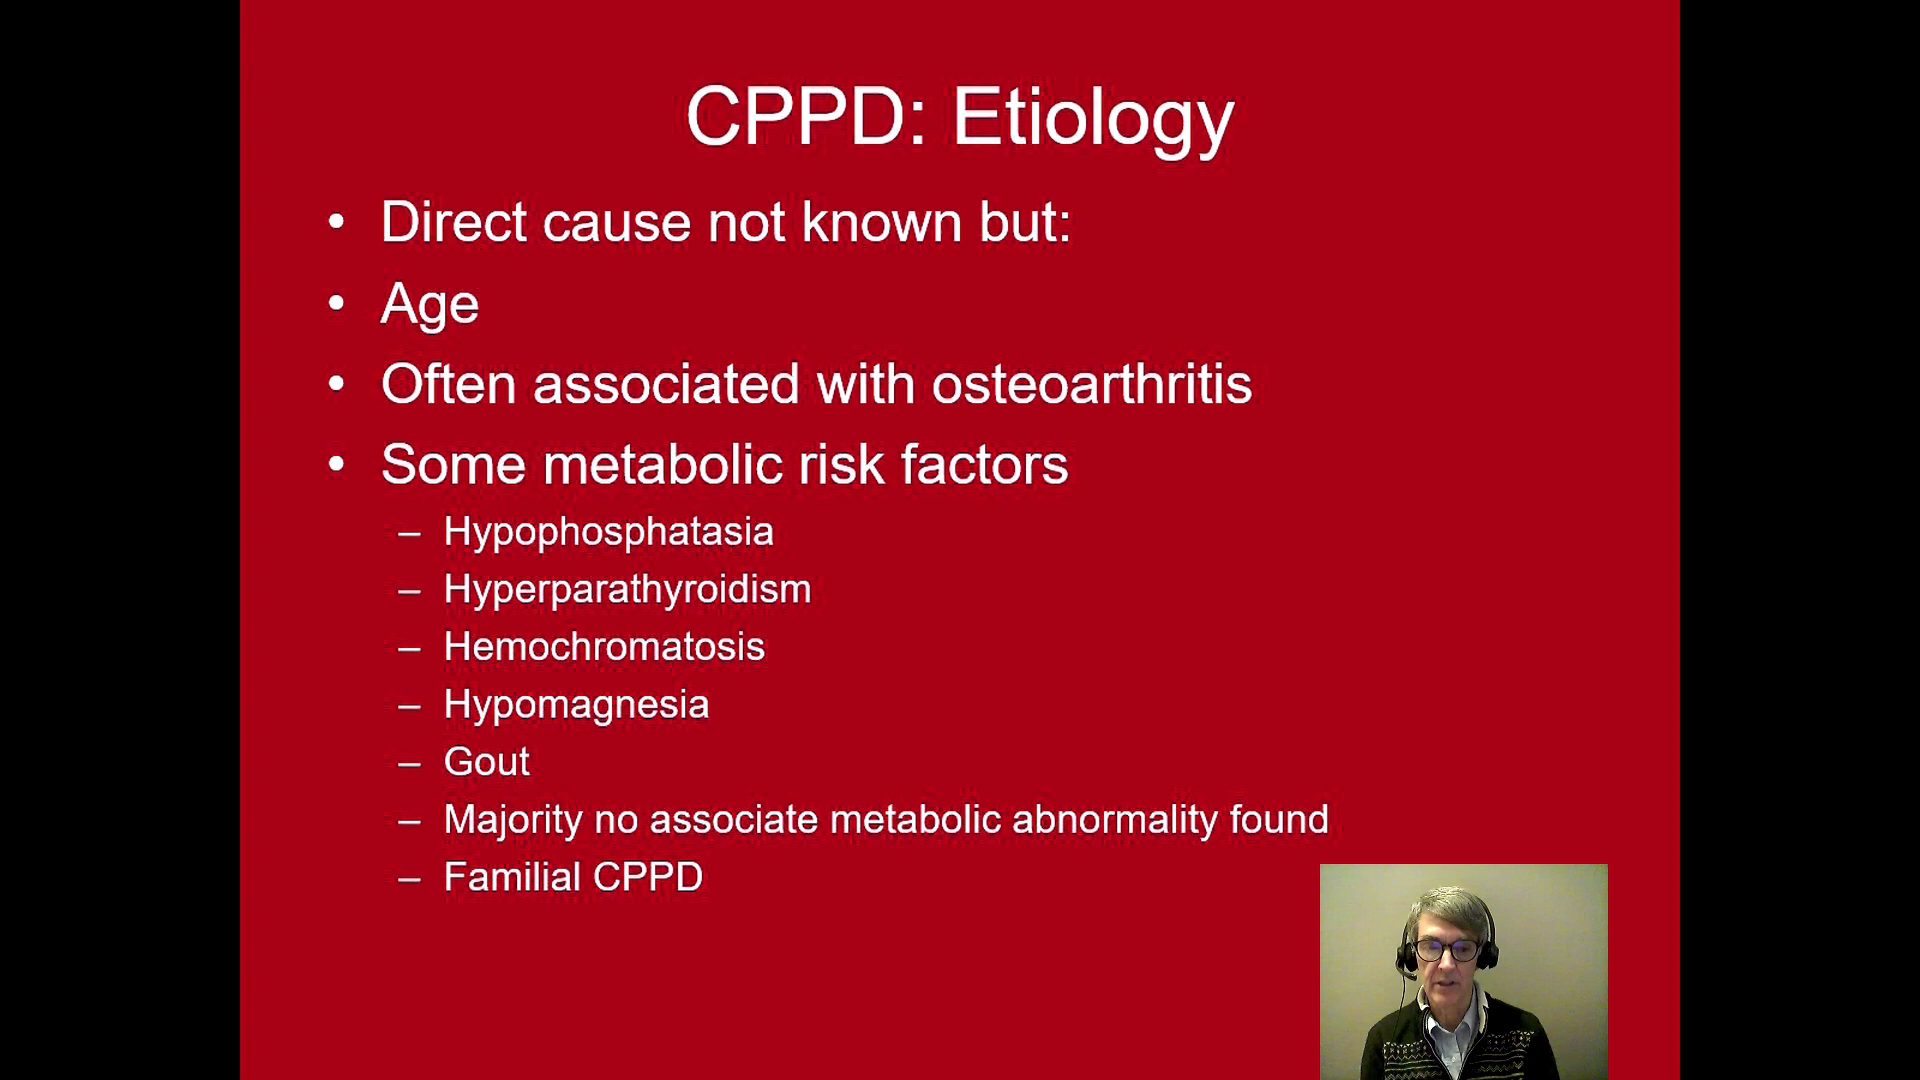 CPPD: Etiology
• Direct cause not known but:
• Age
• Often associated with osteoarthritis
• Some metabolic risk factors
– Hypophosphatasia
– Hyperparathyroidism
– Hemochromatosis
– Hypomagnesia
– Gout
– Majority no associate metabolic abnormality found
– Familial CPPD